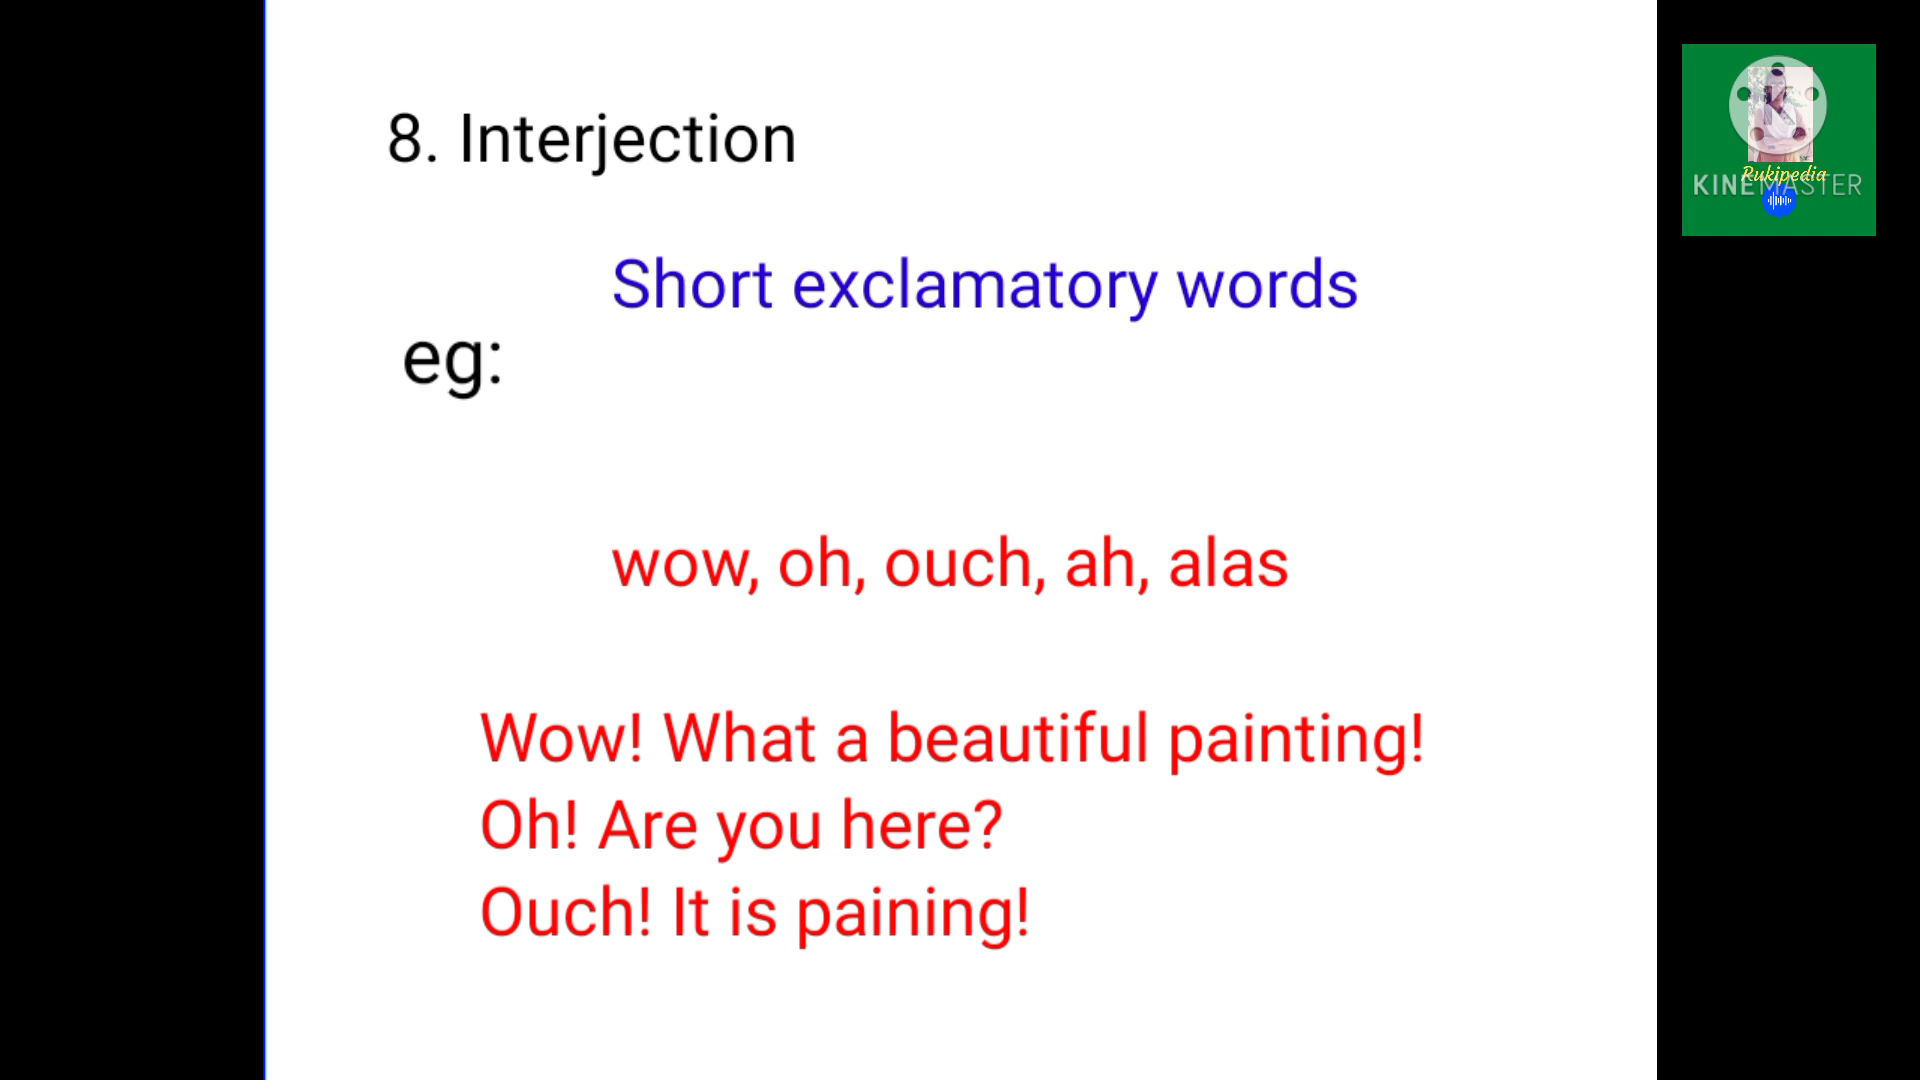 8. Interjection
Short exclamatory words
eg:
wow, oh, ouch, ah, alas
Wow! What a beautiful painting!
Oh! Are you here?
Ouch! It is paining!
Rukipedia
KINEMASTER